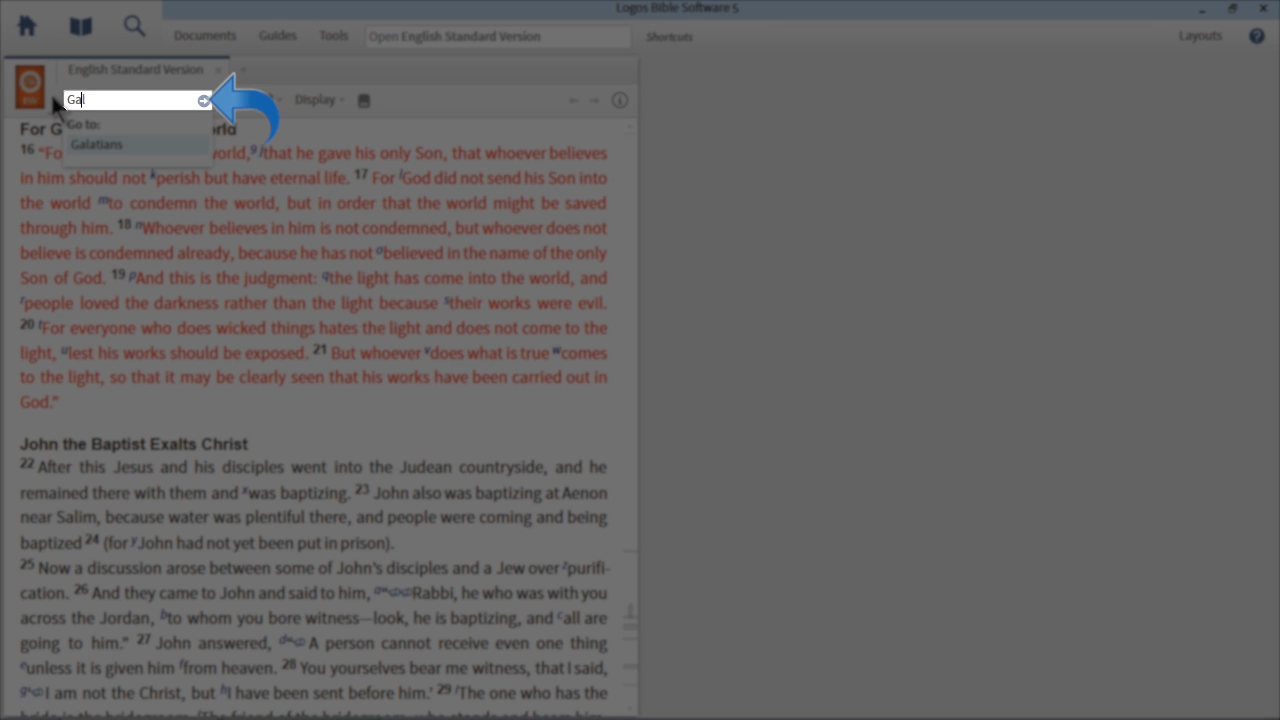 Logos Bible Software 5
Documents Guides Tools Open English Standard Version Shortcuts Layouts
English Standard Version
Gal
Display
Go to:
Galatians
For G orld
16 "Fo world, g i that he gave his only Son, that whoever believes
in him should not k perish but have eternal life. 17 For l God did not send his Son into
the world m to condemn the world, but in order that the world might be saved
through him. 18 n Whoever believes in him is not condemned, but whoever does not
believe is condemned already, because he has not o believed in the name of the only
Son of God. 19 p And this is the judgment: q the light has come into the world, and
r people loved the darkness rather than the light because s their works were evil.
20 t For everyone who does wicked things hates the light and does not come to the
light, u lest his works should be exposed. 21 But whoever v does what is true w comes
to the light, so that it may be clearly seen that his works have been carried out in
God."
John the Baptist Exalts Christ
22 After this Jesus and his disciples went into the Judean countryside, and he
remained there with them and x was baptizing. 23 John also was baptizing at Aenon
near Salim, because water was plentiful there, and people were coming and being
baptized 24 (for y John had not yet been put in prison).
25 Now a discussion arose between some of John's disciples and a Jew over z purifi-
cation. 26 And they came to John and said to him, a Rabbi, he who was with you
across the Jordan, b to whom you bore witness—look, he is baptizing, and c all are
going to him." 27 John answered, d A person cannot receive even one thing
e unless it is given him f from heaven. 28 You yourselves bear me witness, that I said,
g I am not the Christ, but h I have been sent before him.' 29 i The one who has the